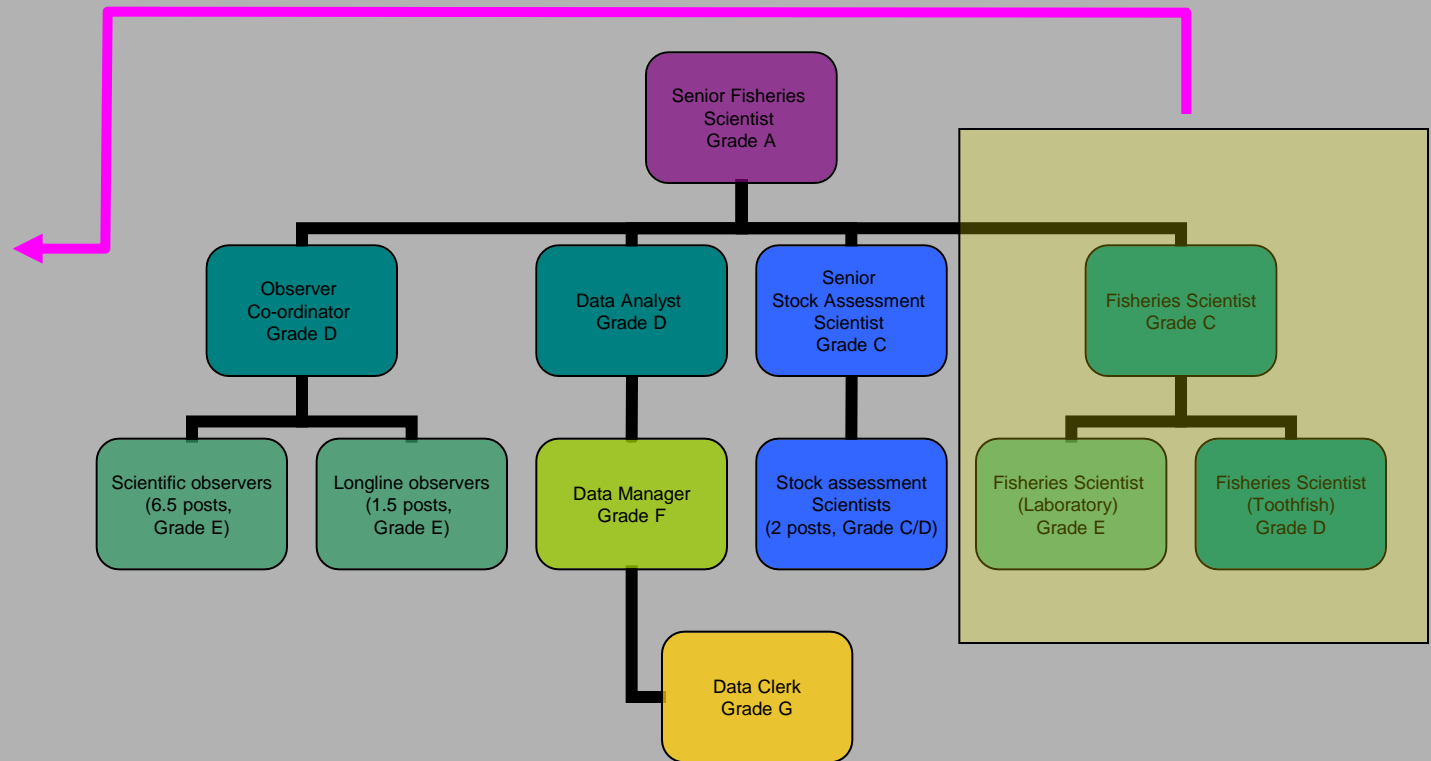 Senior Fisheries
Scientist
Grade A
Observer
Co-ordinator
Grade D
Data Analyst
Grade D
Senior
Stock Assessment
Scientist
Grade C
Fisheries Scientist
Grade C
Scientific observers
(6.5 posts,
Grade E)
Longline observers
(1.5 posts,
Grade E)
Data Manager
Grade F
Stock assessment
Scientists
(2 posts, Grade C/D)
Fisheries Scientist
(Laboratory)
Grade E
Fisheries Scientist
(Toothfish)
Grade D
Data Clerk
Grade G